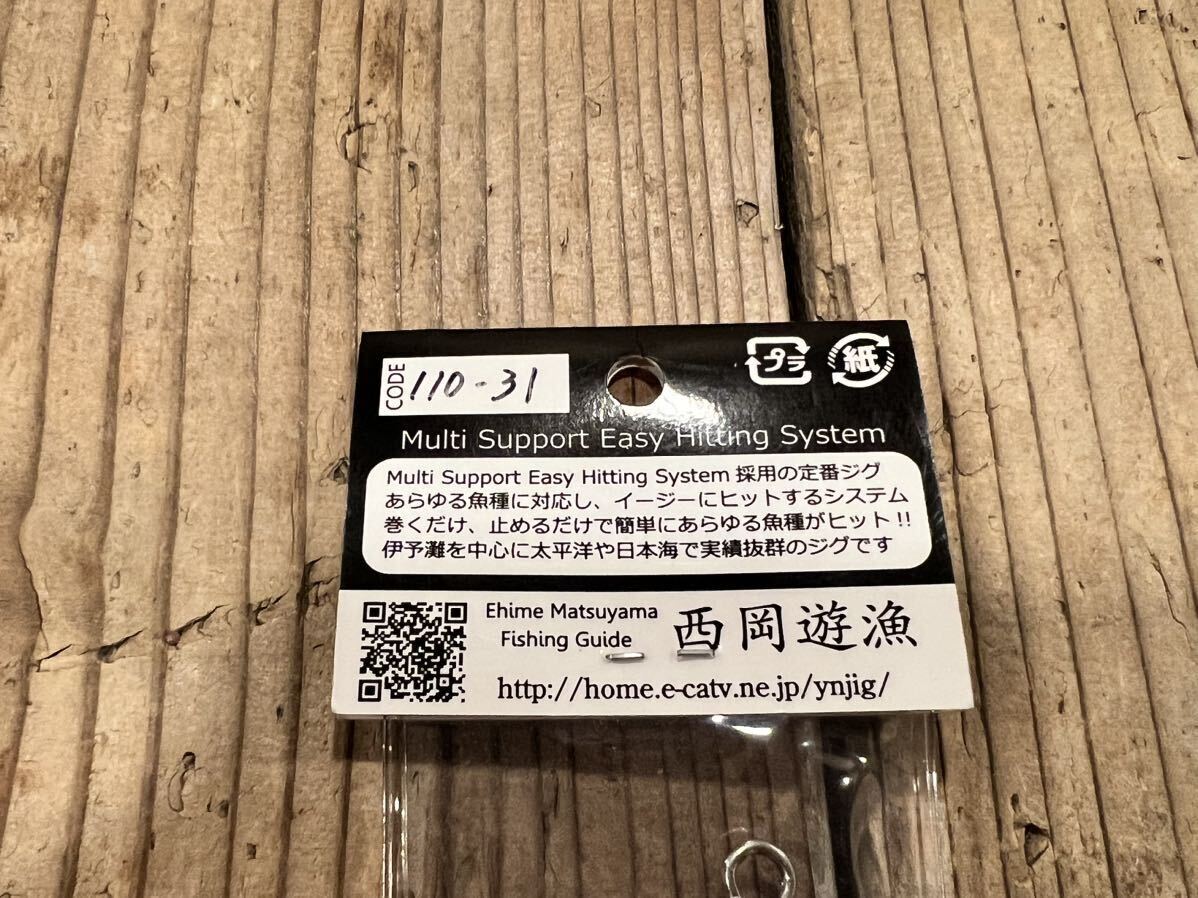 CODE 110-31
プラ 紙
Multi Support Easy Hitting System
Multi Support Easy Hitting System 採用の定番ジグ
あらゆる魚種に対応し、イージーにヒットするシステム
巻くだけ、止めるだけで簡単にあらゆる魚種がヒット!!
伊予灘を中心に太平洋や日本海で実績抜群のジグです
Ehime Matsuyama
Fishing Guide
西岡遊漁
http://home.e-catv.ne.jp/ynjig/